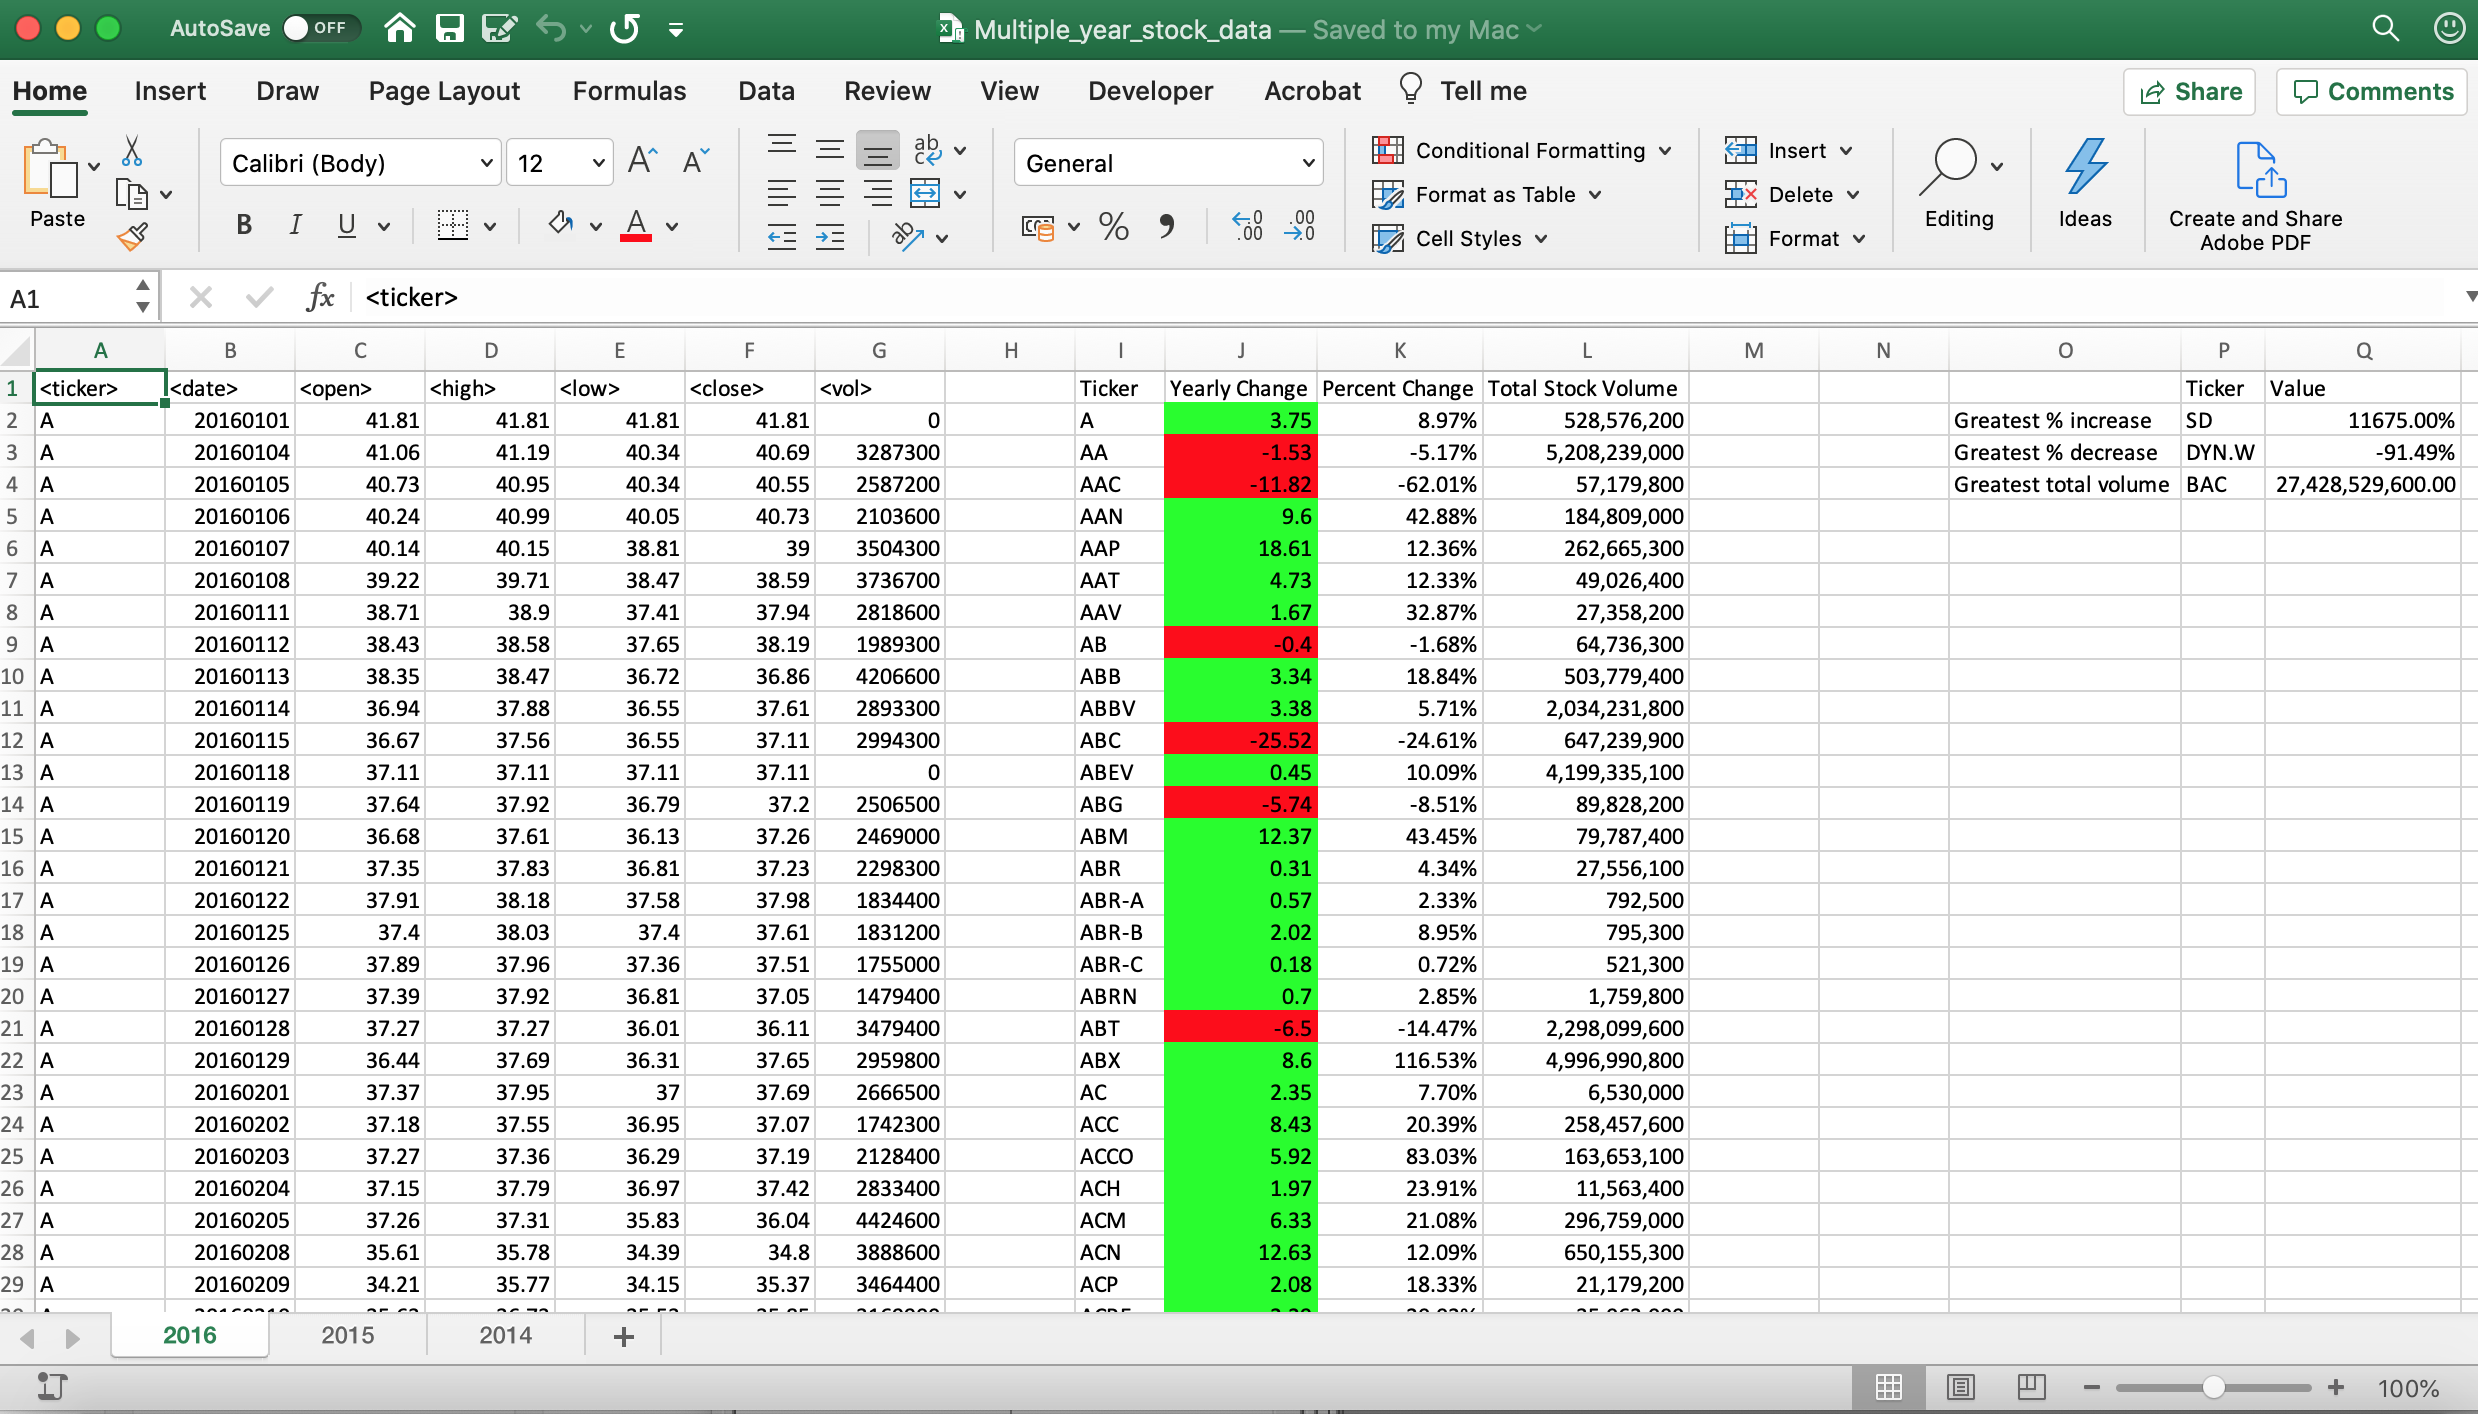 AutoSave OFF Multiple_year_stock_data — Saved to my Mac
Home Insert Draw Page Layout Formulas Data Review View Developer Acrobat Tell me Share Comments
Paste Calibri (Body) 12 General Conditional Formatting Format as Table Cell Styles Insert Delete Format Editing Ideas Create and Share Adobe PDF
A1 fx <ticker>
A B C D E F G H I J K L M N O P Q
1 <ticker> <date> <open> <high> <low> <close> <vol> Ticker Yearly Change Percent Change Total Stock Volume Ticker Value
2 A 20160101 41.81 41.81 41.81 41.81 0 A 3.75 8.97% 528,576,200 Greatest % increase SD 11675.00%
3 A 20160104 41.06 41.19 40.34 40.69 3287300 AA -1.53 -5.17% 5,208,239,000 Greatest % decrease DYN.W -91.49%
4 A 20160105 40.73 40.95 40.34 40.55 2587200 AAC -11.82 -62.01% 57,179,800 Greatest total volume BAC 27,428,529,600.00
5 A 20160106 40.24 40.99 40.05 40.73 2103600 AAN 9.6 42.88% 184,809,000
6 A 20160107 40.14 40.15 38.81 39 3504300 AAP 18.61 12.36% 262,665,300
7 A 20160108 39.22 39.71 38.47 38.59 3736700 AAT 4.73 12.33% 49,026,400
8 A 20160111 38.71 38.9 37.41 37.94 2818600 AAV 1.67 32.87% 27,358,200
9 A 20160112 38.43 38.58 37.65 38.19 1989300 AB -0.4 -1.68% 64,736,300
10 A 20160113 38.35 38.47 36.72 36.86 4206600 ABB 3.34 18.84% 503,779,400
11 A 20160114 36.94 37.88 36.55 37.61 2893300 ABBV 3.38 5.71% 2,034,231,800
12 A 20160115 36.67 37.56 36.55 37.11 2994300 ABC -25.52 -24.61% 647,239,900
13 A 20160118 37.11 37.11 37.11 37.11 0 ABEV 0.45 10.09% 4,199,335,100
14 A 20160119 37.64 37.92 36.79 37.2 2506500 ABG -5.74 -8.51% 89,828,200
15 A 20160120 36.68 37.61 36.13 37.26 2469000 ABM 12.37 43.45% 79,787,400
16 A 20160121 37.35 37.83 36.81 37.23 2298300 ABR 0.31 4.34% 27,556,100
17 A 20160122 37.91 38.18 37.58 37.98 1834400 ABR-A 0.57 2.33% 792,500
18 A 20160125 37.4 38.03 37.4 37.61 1831200 ABR-B 2.02 8.95% 795,300
19 A 20160126 37.89 37.96 37.36 37.51 1755000 ABR-C 0.18 0.72% 521,300
20 A 20160127 37.39 37.92 36.81 37.05 1479400 ABRN 0.7 2.85% 1,759,800
21 A 20160128 37.27 37.27 36.01 36.11 3479400 ABT -6.5 -14.47% 2,298,099,600
22 A 20160129 36.44 37.69 36.31 37.65 2959800 ABX 8.6 116.53% 4,996,990,800
23 A 20160201 37.37 37.95 37 37.69 2666500 AC 2.35 7.70% 6,530,000
24 A 20160202 37.18 37.55 36.95 37.07 1742300 ACC 8.43 20.39% 258,457,600
25 A 20160203 37.27 37.36 36.29 37.19 2128400 ACCO 5.92 83.03% 163,653,100
26 A 20160204 37.15 37.79 36.97 37.42 2833400 ACH 1.97 23.91% 11,563,400
27 A 20160205 37.26 37.31 35.83 36.04 4424600 ACM 6.33 21.08% 296,759,000
28 A 20160208 35.61 35.78 34.39 34.8 3888600 ACN 12.63 12.09% 650,155,300
29 A 20160209 34.21 35.77 34.15 35.37 3464400 ACP 2.08 18.33% 21,179,200
2016 2015 2014
100%